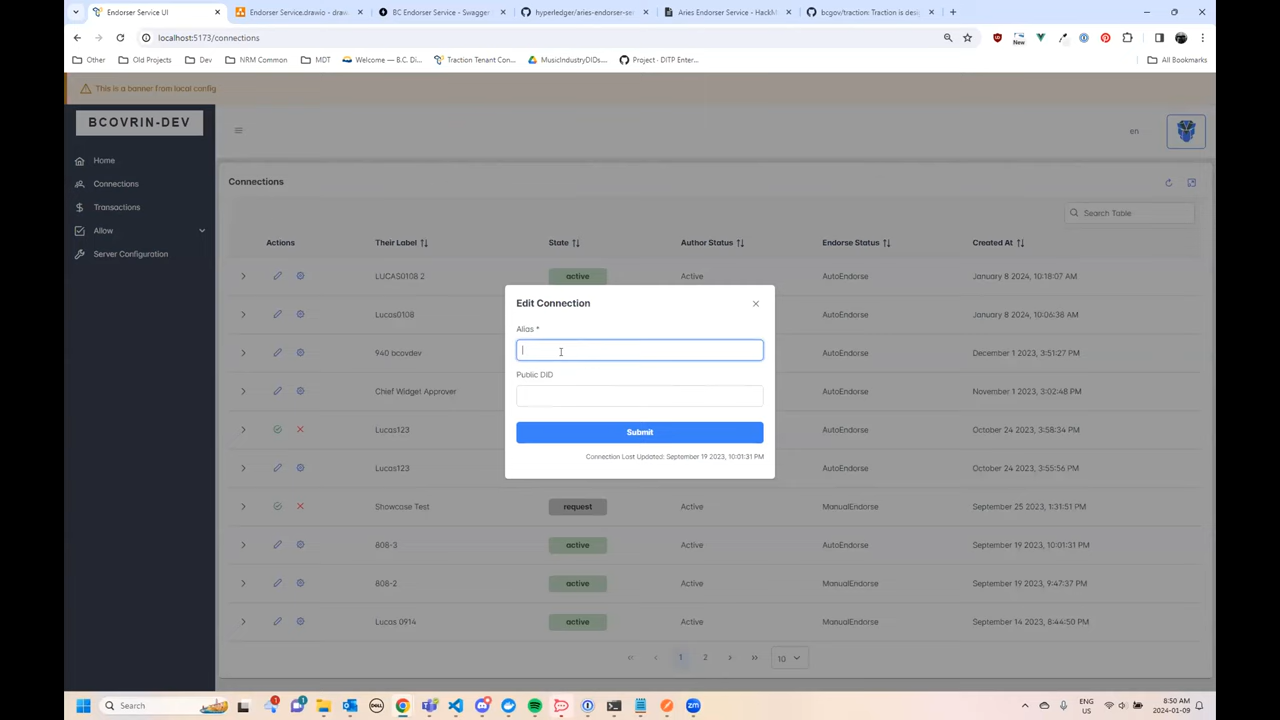 Endorser Service UI
Endorser Service.drawio - draw.
BC Endorser Service - Swagger
hyperledger/aries-endorser-se
Aries Endorser Service - HackM
bcgov/traction: Traction is desig
localhost:5173/connections
New
Other
Old Projects
Dev
NRM Common
MDT
Welcome — B.C. Di...
Traction Tenant Con...
MusicIndustryDIDs....
Project · DITP Enter...
All Bookmarks
This is a banner from local config
BCOVRIN-DEV
en
Home
Connections
Transactions
Allow
Server Configuration
Connections
Search Table
Actions Their Label State Author Status Endorse Status Created At
LUCAS0108 2 active Active AutoEndorse January 8 2024, 10:18:07 AM
Lucas0108 AutoEndorse January 8 2024, 10:06:36 AM
940 bcovdev AutoEndorse December 1 2023, 3:51:27 PM
Chief Widget Approver AutoEndorse November 1 2023, 3:02:48 PM
Lucas123 AutoEndorse October 24 2023, 3:58:34 PM
Lucas123 AutoEndorse October 24 2023, 3:55:56 PM
Showcase Test request Active ManualEndorse September 25 2023, 1:31:51 PM
808-3 active Active AutoEndorse September 19 2023, 10:01:31 PM
808-2 active Active ManualEndorse September 19 2023, 9:47:37 PM
Lucas 0914 active Active ManualEndorse September 14 2023, 8:44:50 PM
1 2 10
Edit Connection
Alias *
Public DID
Submit
Connection Last Updated: September 19 2023, 10:01:31 PM
Search
ENG
US
8:50 AM
2024-01-09